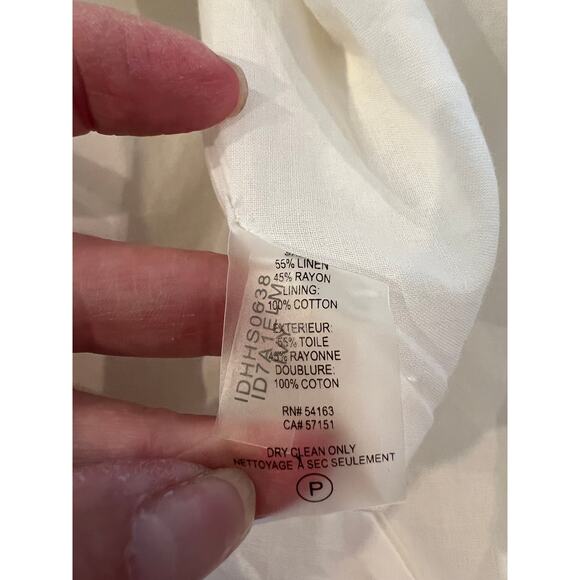 55% LINEN
45% RAYON
LINING:
100% COTTON
EXTERIEUR:
55% TOILE
45% RAYONNE
DOUBLURE:
100% COTON
RN# 54163
CA# 57151
DRY CLEAN ONLY
NETTOYAGE À SEC SEULEMENT
P
IDHHS0638